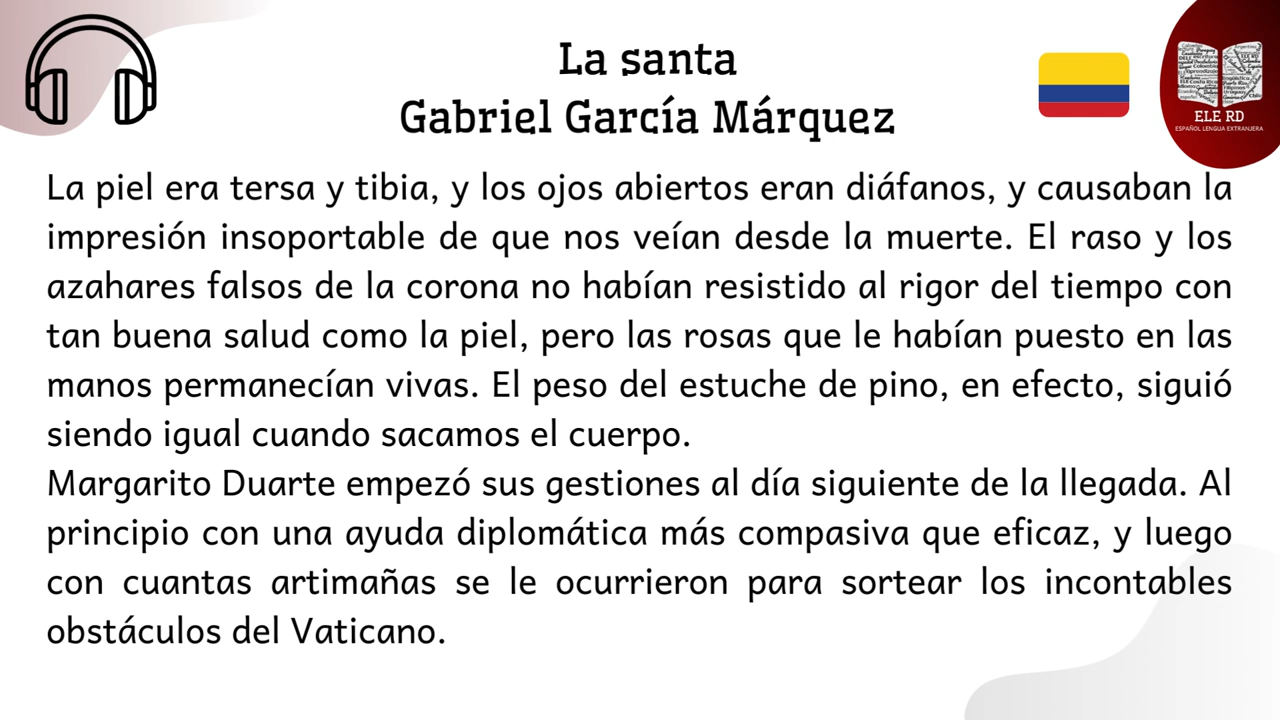 La santa
Gabriel García Márquez
ELE RD
ESPAÑOL LENGUA EXTRANJERA
La piel era tersa y tibia, y los ojos abiertos eran diáfanos, y causaban la
impresión insoportable de que nos veían desde la muerte. El raso y los
azahares falsos de la corona no habían resistido al rigor del tiempo con
tan buena salud como la piel, pero las rosas que le habían puesto en las
manos permanecían vivas. El peso del estuche de pino, en efecto, siguió
siendo igual cuando sacamos el cuerpo.
Margarito Duarte empezó sus gestiones al día siguiente de la llegada. Al
principio con una ayuda diplomática más compasiva que eficaz, y luego
con cuantas artimañas se le ocurrieron para sortear los incontables
obstáculos del Vaticano.